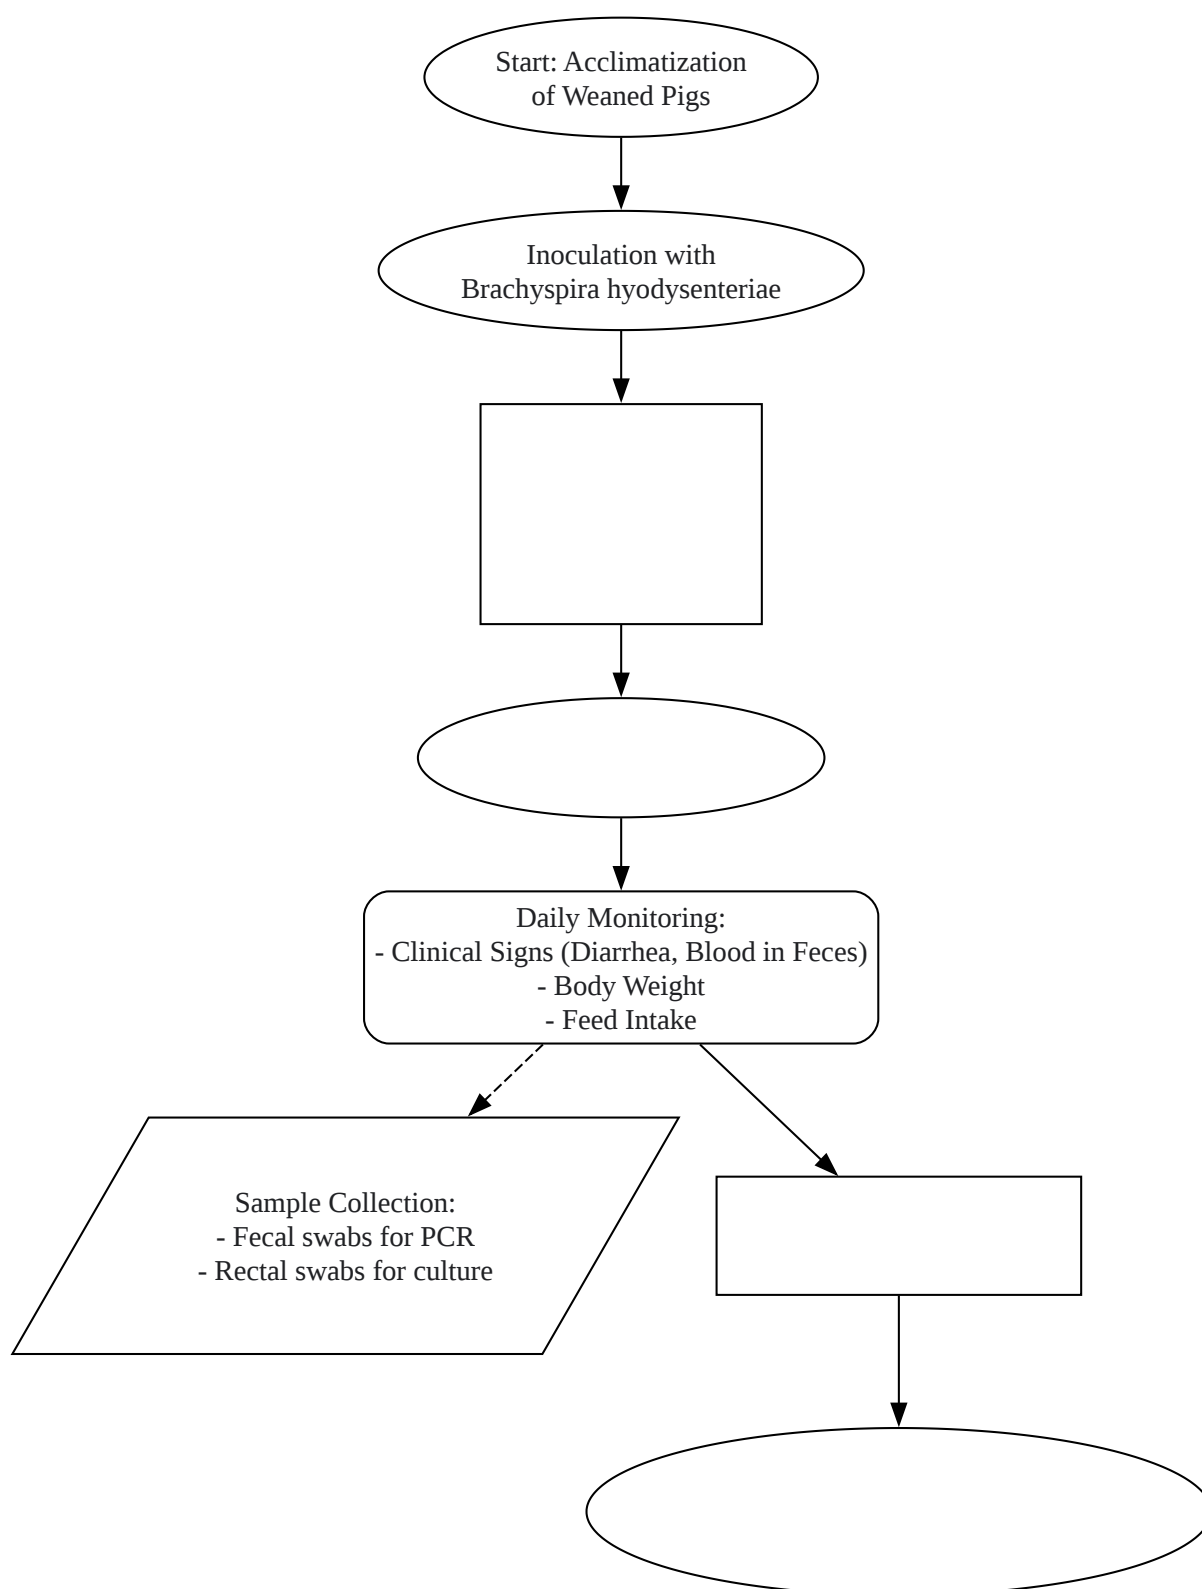 Start: Acclimatization
of Weaned Pigs
Inoculation with
Brachyspira hyodysenteriae
Daily Monitoring:
- Clinical Signs (Diarrhea, Blood in Feces)
- Body Weight
- Feed Intake
Sample Collection:
- Fecal swabs for PCR
- Rectal swabs for culture